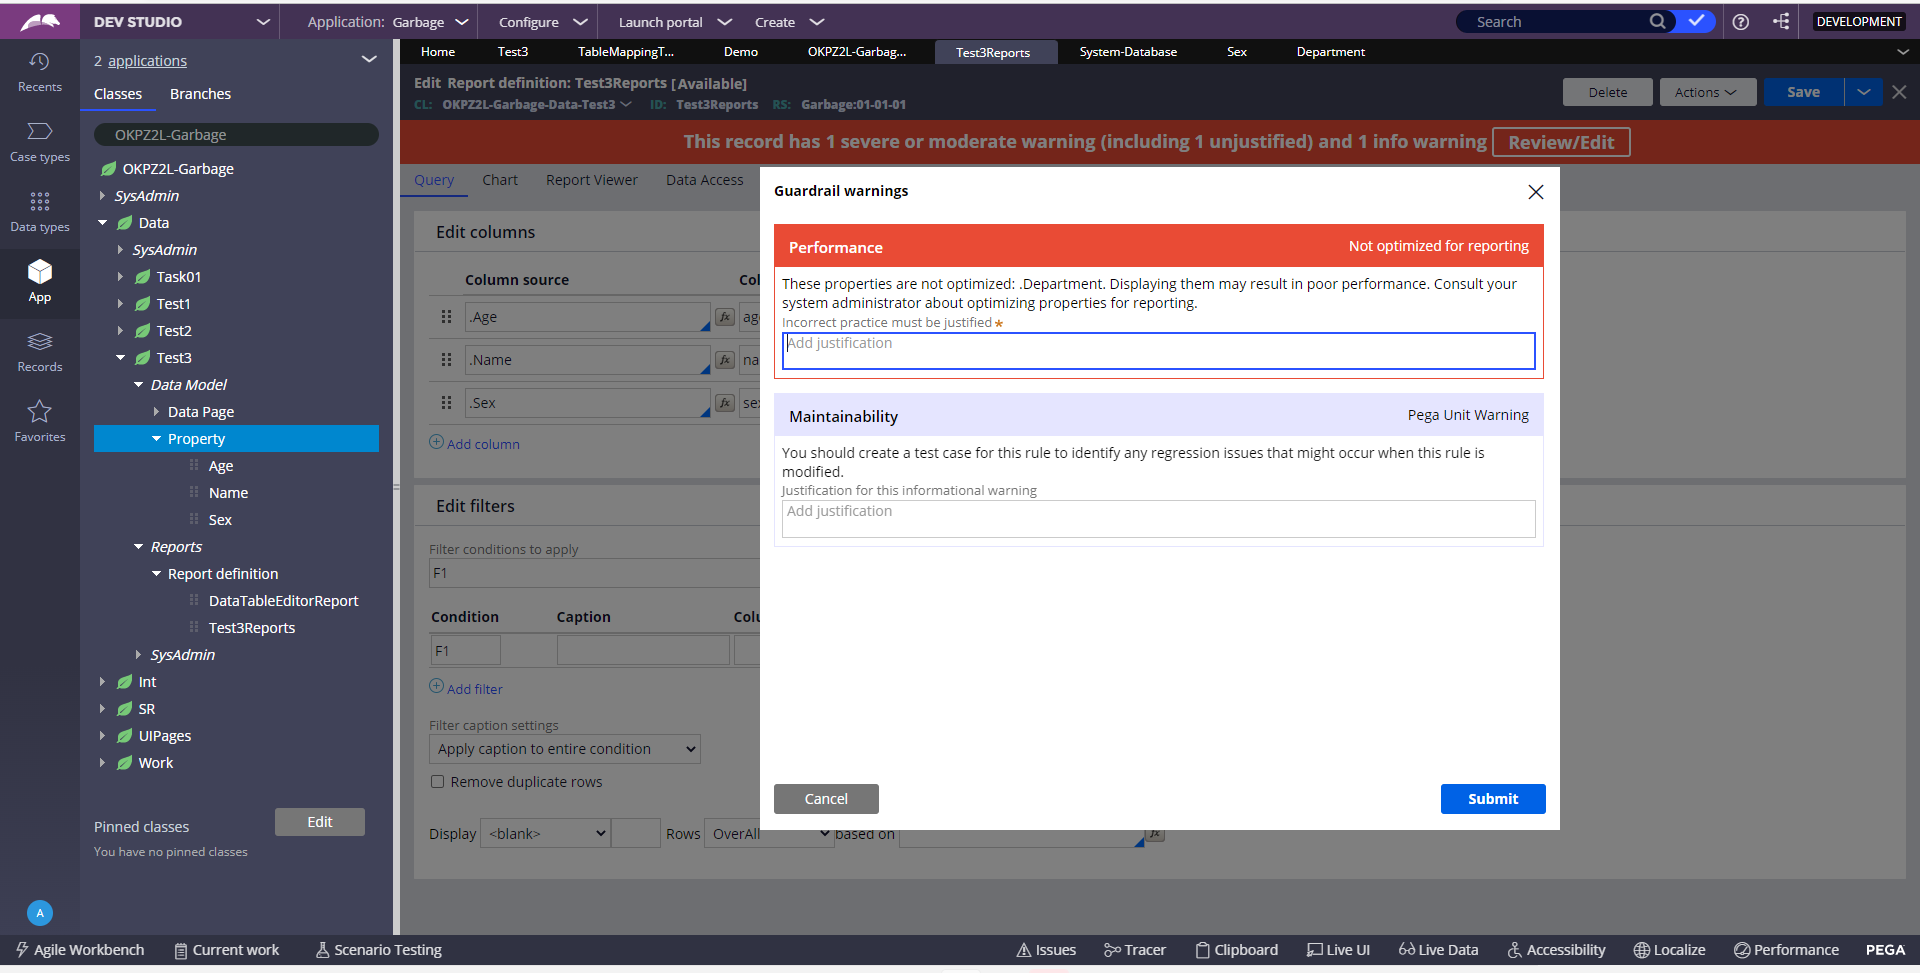 DEV STUDIO
Application: Garbage
Configure
Launch portal
Create
Search
DEVELOPMENT
Recents
Case types
Data types
App
Records
Favorites
A
2 applications
Classes
Branches
OKPZ2L-Garbage
OKPZ2L-Garbage
SysAdmin
Data
SysAdmin
Task01
Test1
Test2
Test3
Data Model
Data Page
Property
Age
Name
Sex
Reports
Report definition
DataTableEditorReport
Test3Reports
SysAdmin
Int
SR
UIPages
Work
Pinned classes
Edit
You have no pinned classes
Home
Test3
TableMappingT...
Demo
OKPZ2L-Garbag...
Test3Reports
System-Database
Sex
Department
Edit Report definition: Test3Reports [Available]
CL: OKPZ2L-Garbage-Data-Test3 ID: Test3Reports RS: Garbage:01-01-01
Delete
Actions
Save
This record has 1 severe or moderate warning (including 1 unjustified) and 1 info warning
Review/Edit
Query
Chart
Report Viewer
Data Access
Edit columns
Column source
Col
.Age
fx
ag
.Name
fx
na
.Sex
fx
se
Add column
Edit filters
Filter conditions to apply
F1
Condition
Caption
Colu
F1
Add filter
Filter caption settings
Apply caption to entire condition
Remove duplicate rows
Display
<blank>
Rows
OverAll
based on
fx
Guardrail warnings
Performance
Not optimized for reporting
These properties are not optimized: .Department. Displaying them may result in poor performance. Consult your
system administrator about optimizing properties for reporting.
Incorrect practice must be justified ★
Add justification
Maintainability
Pega Unit Warning
You should create a test case for this rule to identify any regression issues that might occur when this rule is
modified.
Justification for this informational warning
Add justification
Cancel
Submit
Agile Workbench
Current work
Scenario Testing
Issues
Tracer
Clipboard
Live UI
Live Data
Accessibility
Localize
Performance
PEGA